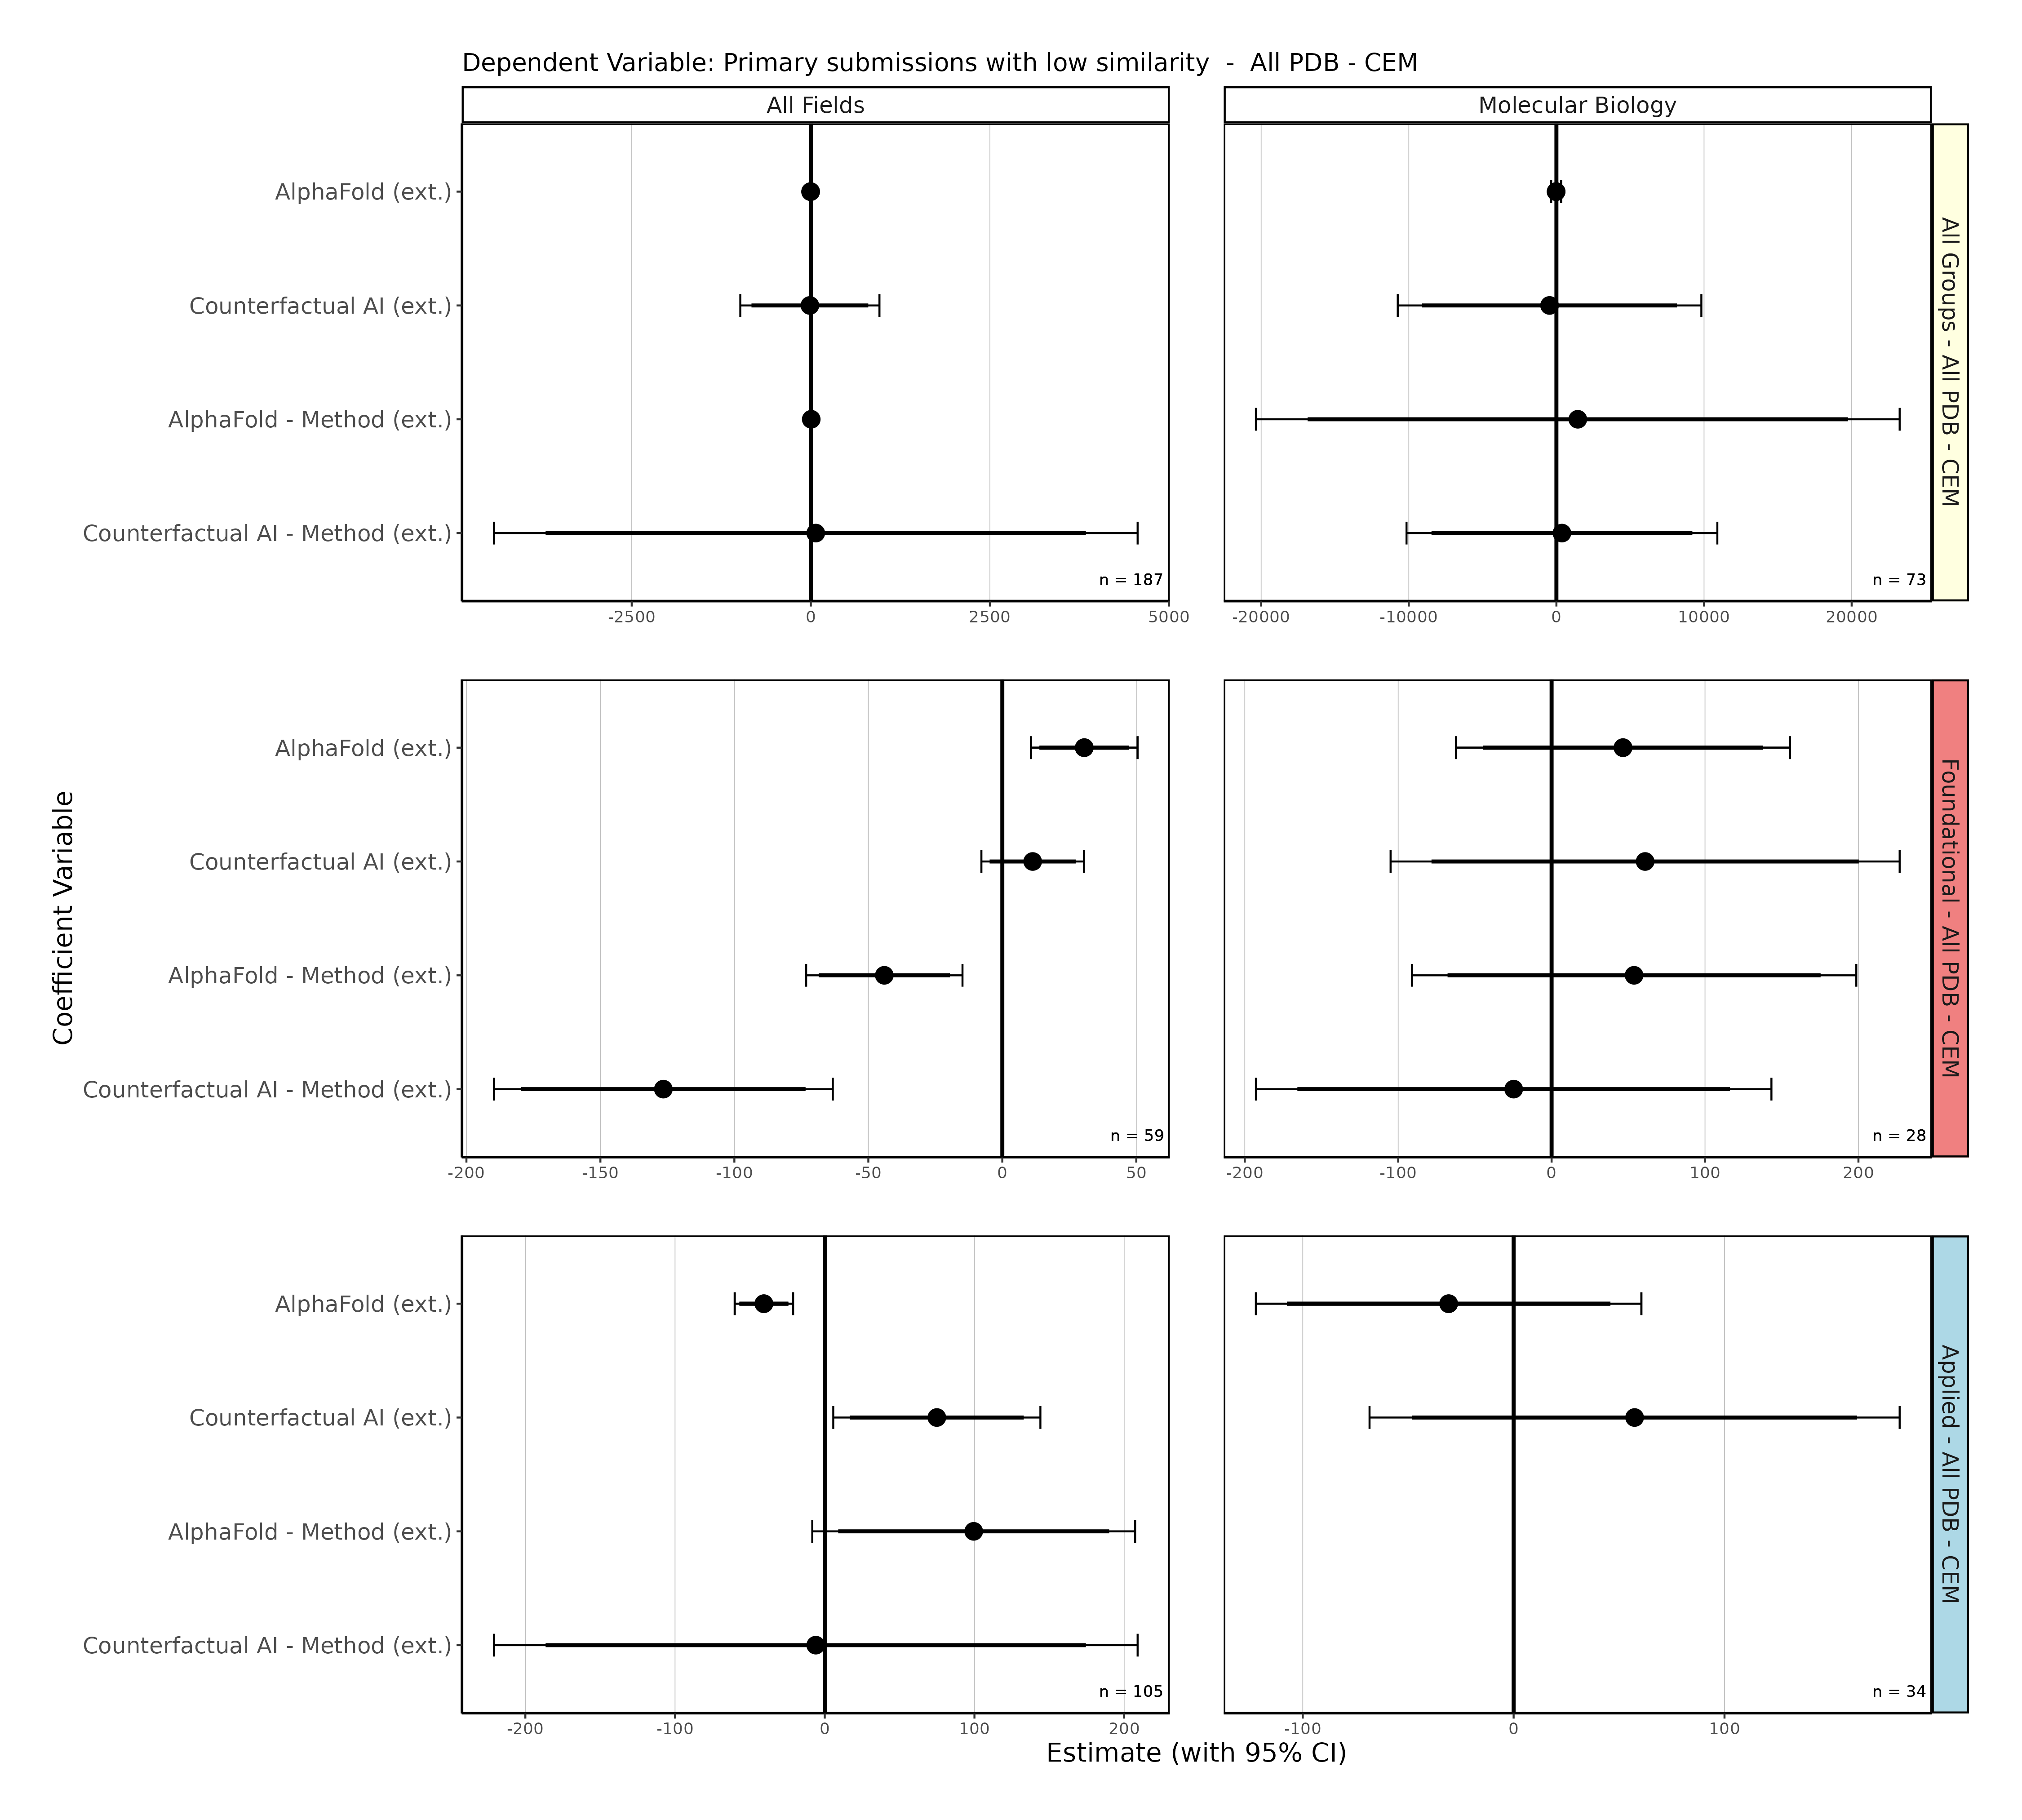 Dependent Variable: Primary submissions with low similarity - All PDB - CEM
All Fields
Molecular Biology
AlphaFold (ext.)
Counterfactual AI (ext.)
AlphaFold - Method (ext.)
Counterfactual AI - Method (ext.)
n = 187
n = 73
-2500 0 2500 5000
-20000 -10000 0 10000 20000
All Groups - All PDB - CEM
Coefficient Variable
AlphaFold (ext.)
Counterfactual AI (ext.)
AlphaFold - Method (ext.)
Counterfactual AI - Method (ext.)
n = 59
n = 28
-200 -150 -100 -50 0 50
-200 -100 0 100 200
Foundational - All PDB - CEM
AlphaFold (ext.)
Counterfactual AI (ext.)
AlphaFold - Method (ext.)
Counterfactual AI - Method (ext.)
n = 105
n = 34
-200 -100 0 100 200
-100 0 100
Applied - All PDB - CEM
Estimate (with 95% CI)